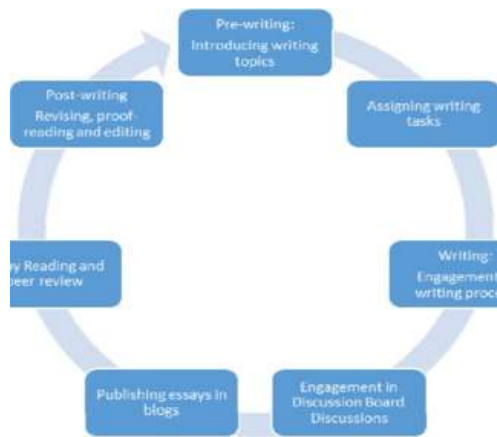 Pre-writing:
Introducing writing
topics
Assigning writing
tasks
Writing:
Engagement
writing
Engagement in
Discussion Board
Discussions
Publishing essays in
blogs
Reading and
peer review
Post-writing
Revising, proof-
reading and editing